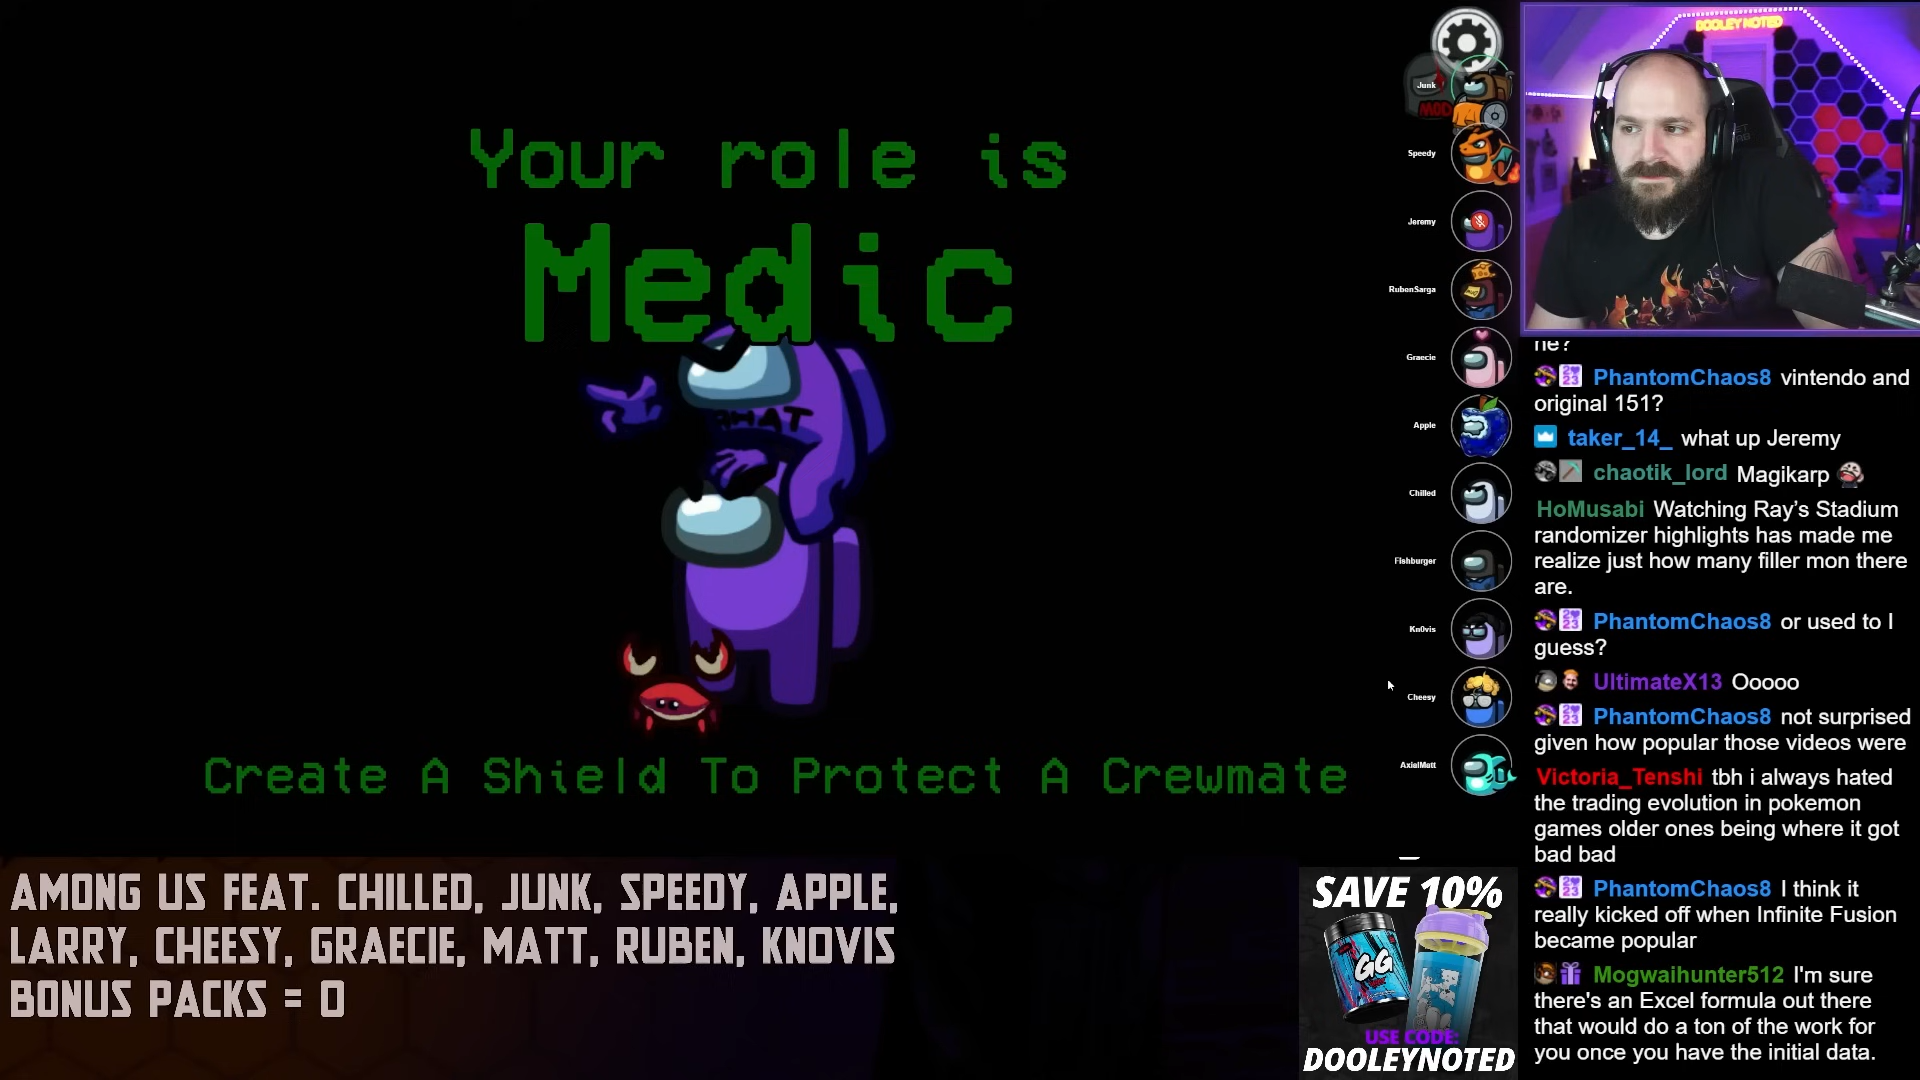 Your role is
Medic
WHAT
Create A Shield To Protect A Crewmate
Junk
MOD
Speedy
Jeremy
RubenSarga
Graecie
Apple
Chilled
Fishburger
Kn0vis
Cheesy
AxialMatt
DOOLEY NOTED
he?
PhantomChaos8 vintendo and
original 151?
taker_14_ what up Jeremy
chaotik_lord Magikarp
HoMusabi Watching Ray’s Stadium
randomizer highlights has made me
realize just how many filler mon there
are.
PhantomChaos8 or used to I
guess?
UltimateX13 Ooooo
PhantomChaos8 not surprised
given how popular those videos were
Victoria_Tenshi tbh i always hated
the trading evolution in pokemon
games older ones being where it got
bad bad
PhantomChaos8 I think it
really kicked off when Infinite Fusion
became popular
Mogwaihunter512 I'm sure
there's an Excel formula out there
that would do a ton of the work for
you once you have the initial data.
AMONG US FEAT. CHILLED, JUNK, SPEEDY, APPLE,
LARRY, CHEESY, GRAECIE, MATT, RUBEN, KNOVIS
BONUS PACKS = 0
SAVE 10%
GG
USE CODE:
DOOLEYNOTED